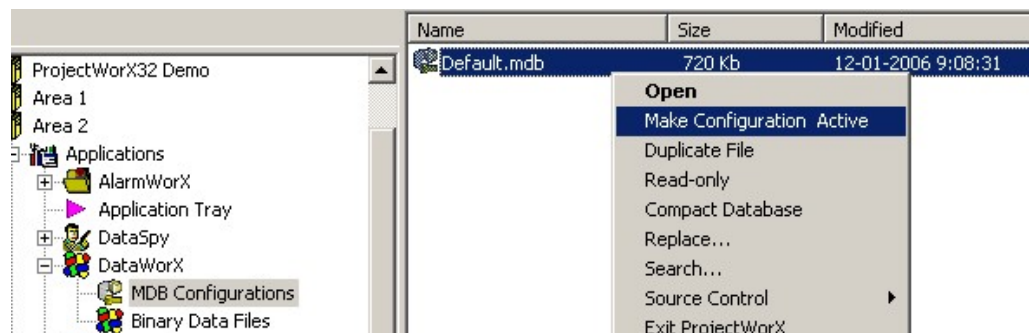 Name Size Modified
Default.mdb 720 Kb 12-01-2006 9:08:31
ProjectWorX32 Demo
Area 1
Area 2
Applications
AlarmWorX
Application Tray
DataSpy
DataWorX
MDB Configurations
Binary Data Files
Open
Make Configuration Active
Duplicate File
Read-only
Compact Database
Replace...
Search...
Source Control
Exit ProjectWorX